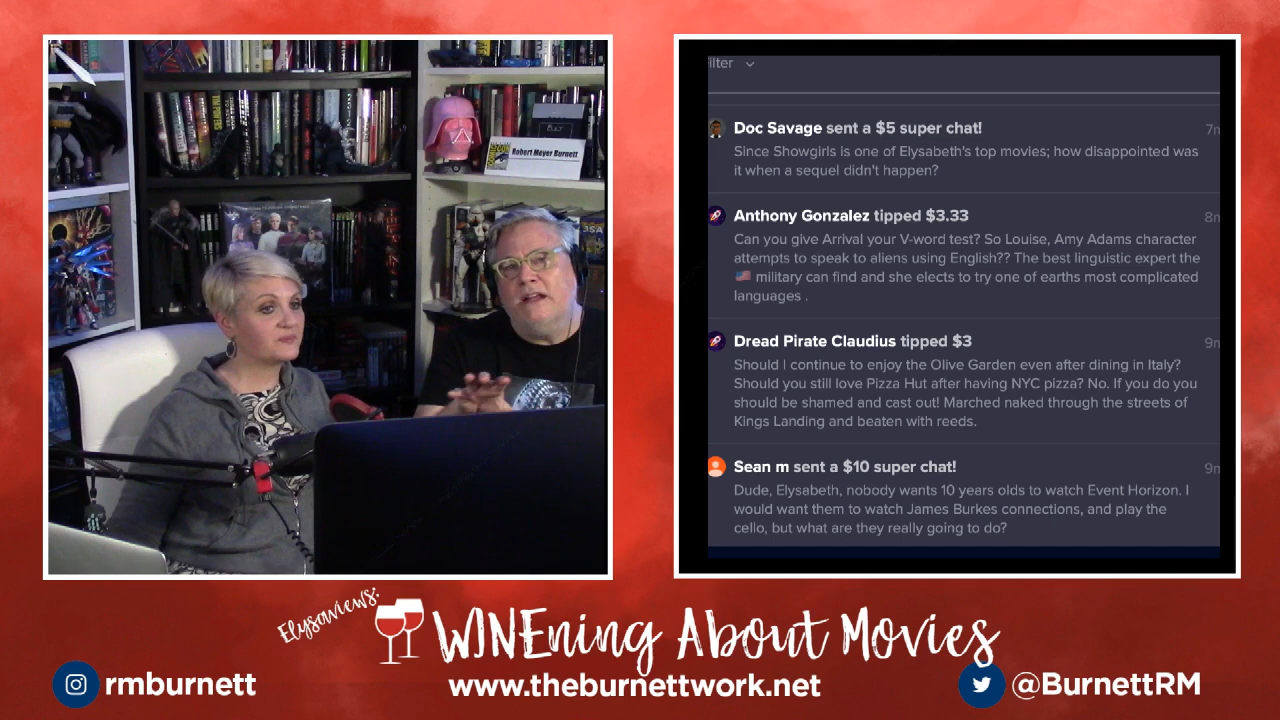 Robert Meyer Burnett
CULT
JSA
ilter
Doc Savage sent a $5 super chat!
7m
Since Showgirls is one of Elysabeth's top movies; how disappointed was
it when a sequel didn't happen?
Anthony Gonzalez tipped $3.33
8m
Can you give Arrival your V-word test? So Louise, Amy Adams character
attempts to speak to aliens using English?? The best linguistic expert the
🇺🇸 military can find and she elects to try one of earths most complicated
languages .
Dread Pirate Claudius tipped $3
9m
Should I continue to enjoy the Olive Garden even after dining in Italy?
Should you still love Pizza Hut after having NYC pizza? No. If you do you
should be shamed and cast out! Marched naked through the streets of
Kings Landing and beaten with reeds.
Sean m sent a $10 super chat!
9m
Dude, Elysabeth, nobody wants 10 years olds to watch Event Horizon. I
would want them to watch James Burkes connections, and play the
cello, but what are they really going to do?
Elysaviews:
WINEning About Movies
rmburnett
www.theburnettwork.net
@BurnettRM